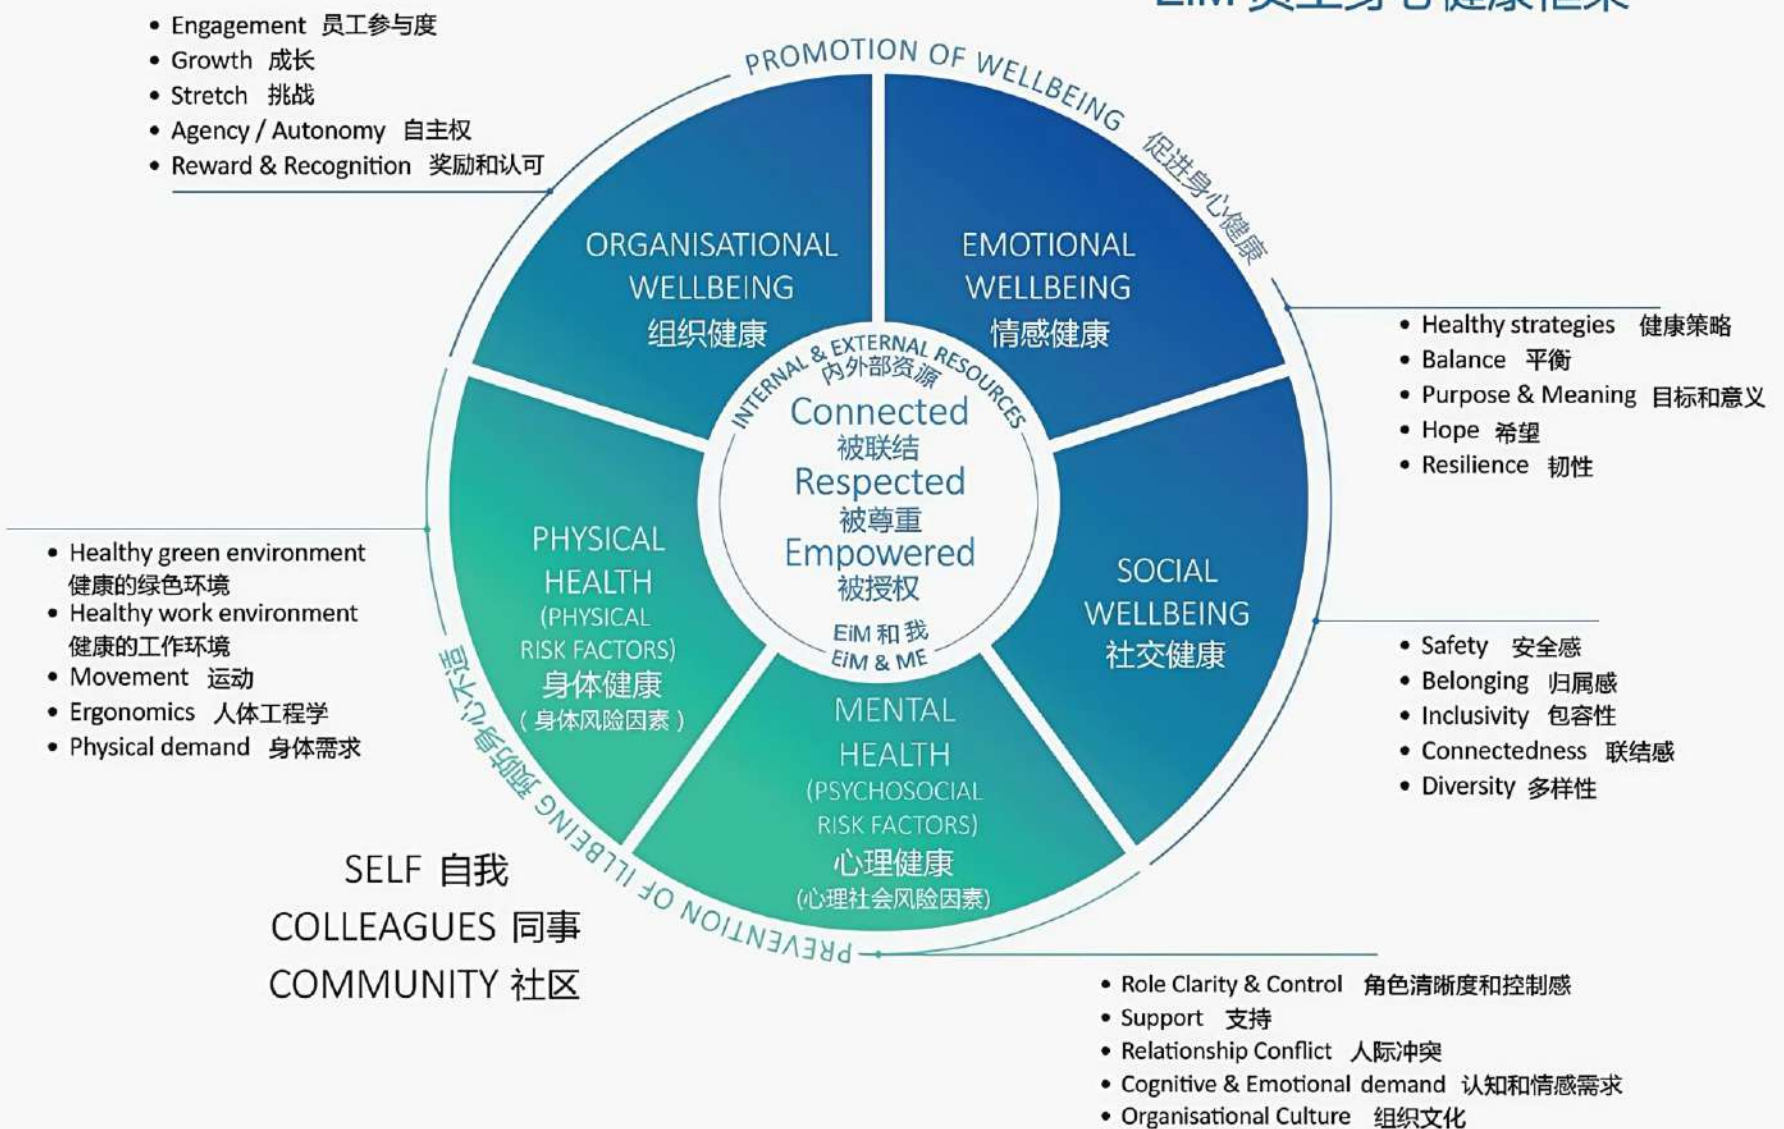 EiM 员工身心健康框架
• Engagement 员工参与度
• Growth 成长
• Stretch 挑战
• Agency / Autonomy 自主权
• Reward & Recognition 奖励和认可
PROMOTION OF WELLBEING 促进身心健康
ORGANISATIONAL
WELLBEING
组织健康
EMOTIONAL
WELLBEING
情感健康
• Healthy strategies 健康策略
• Balance 平衡
• Purpose & Meaning 目标和意义
• Hope 希望
• Resilience 韧性
INTERNAL & EXTERNAL RESOURCES
内外部资源
Connected
被联结
Respected
被尊重
Empowered
被授权
EiM 和 我
EiM & ME
• Healthy green environment
健康的绿色环境
• Healthy work environment
健康的工作环境
• Movement 运动
• Ergonomics 人体工程学
• Physical demand 身体需求
PHYSICAL
HEALTH
(PHYSICAL
RISK FACTORS)
身体健康
( 身体风险因素 )
SOCIAL
WELLBEING
社交健康
• Safety 安全感
• Belonging 归属感
• Inclusivity 包容性
• Connectedness 联结感
• Diversity 多样性
MENTAL
HEALTH
(PSYCHOSOCIAL
RISK FACTORS)
心理健康
(心理社会风险因素)
PREVENTION OF ILLBEING 预防身心不适
SELF 自我
COLLEAGUES 同事
COMMUNITY 社区
• Role Clarity & Control 角色清晰度和控制感
• Support 支持
• Relationship Conflict 人际冲突
• Cognitive & Emotional demand 认知和情感需求
• Organisational Culture 组织文化